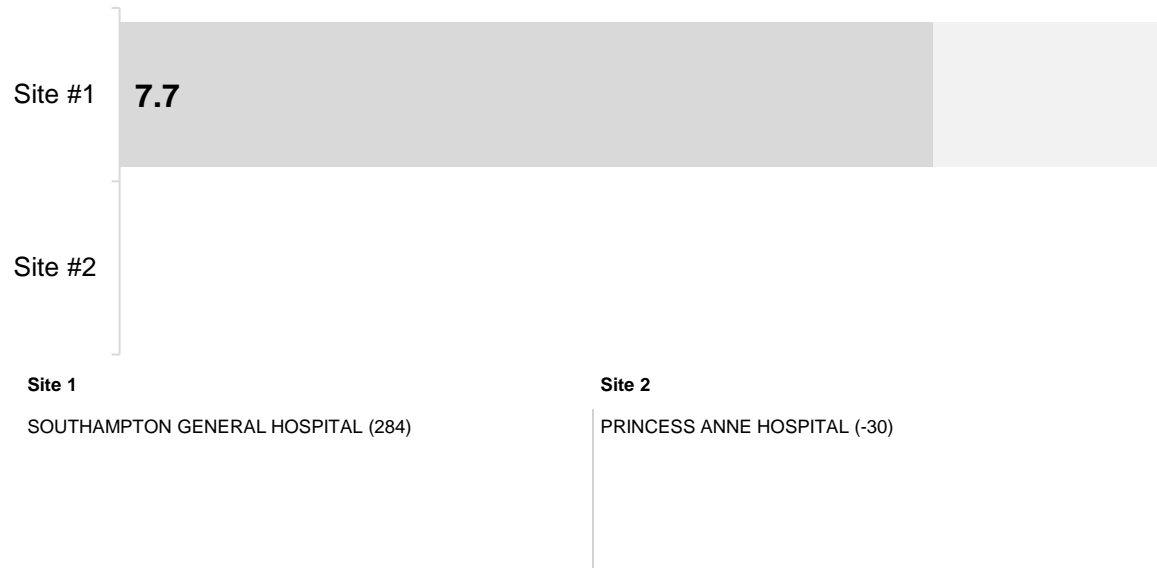 Site #1
7.7
Site #2
Site 1
Site 2
SOUTHAMPTON GENERAL HOSPITAL (284)
PRINCESS ANNE HOSPITAL (-30)